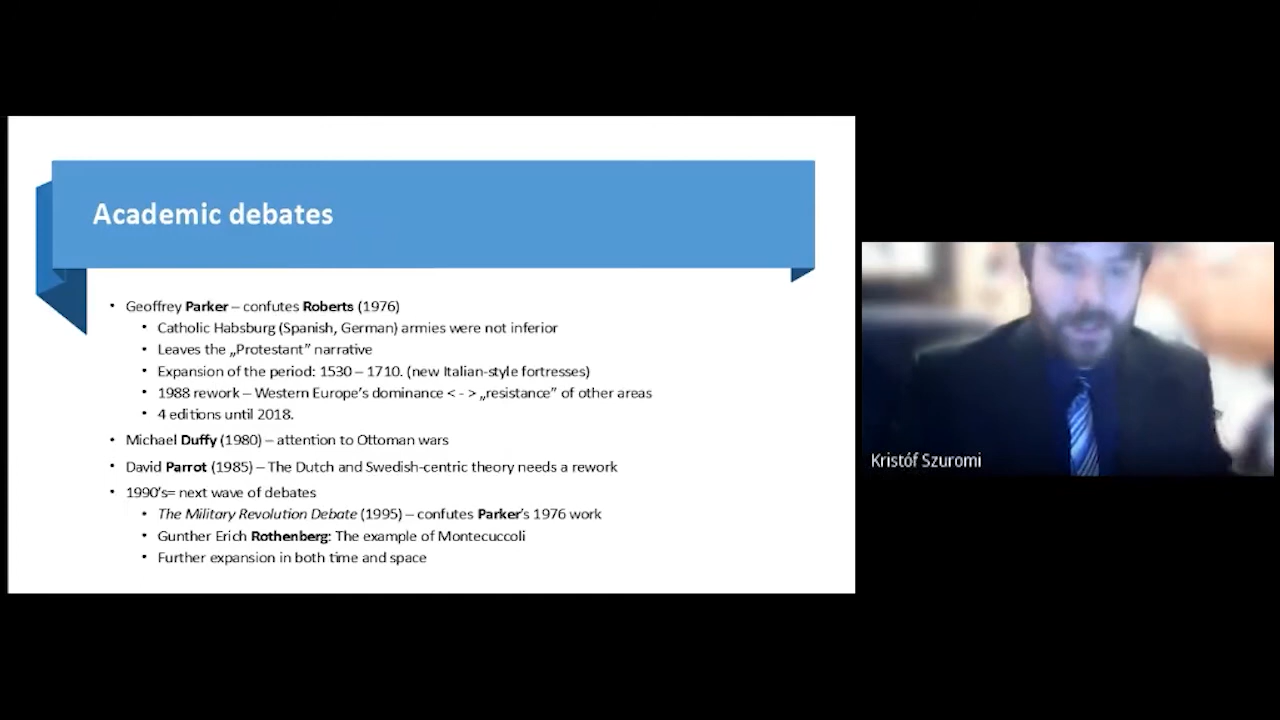 Academic debates
• Geoffrey Parker – confutes Roberts (1976)
• Catholic Habsburg (Spanish, German) armies were not inferior
• Leaves the „Protestant” narrative
• Expansion of the period: 1530 – 1710. (new Italian-style fortresses)
• 1988 rework – Western Europe’s dominance < - > „resistance” of other areas
• 4 editions until 2018.
• Michael Duffy (1980) – attention to Ottoman wars
• David Parrot (1985) – The Dutch and Swedish-centric theory needs a rework
• 1990’s= next wave of debates
• The Military Revolution Debate (1995) – confutes Parker’s 1976 work
• Gunther Erich Rothenberg: The example of Montecuccoli
• Further expansion in both time and space
Kristóf Szuromi